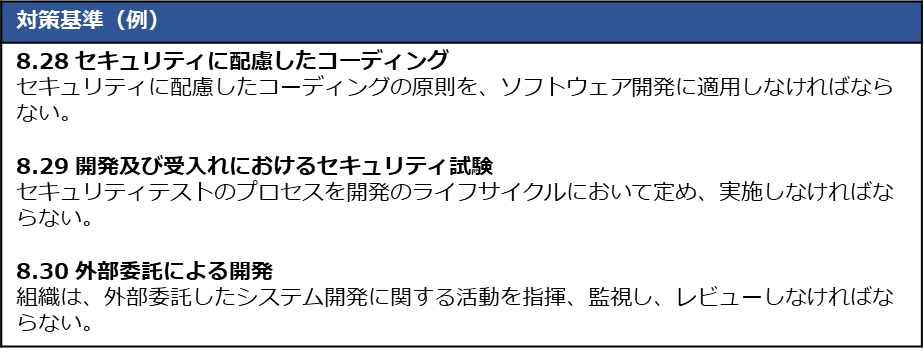 対策基準（例）
8.28 セキュリティに配慮したコーディング
セキュリティに配慮したコーディングの原則を、ソフトウェア開発に適用しなければなら
ない。
8.29 開発及び受入れにおけるセキュリティ試験
セキュリティテストのプロセスを開発のライフサイクルにおいて定め、実施しなければな
らない。
8.30 外部委託による開発
組織は、外部委託したシステム開発に関する活動を指揮、監視し、レビューしなければな
らない。